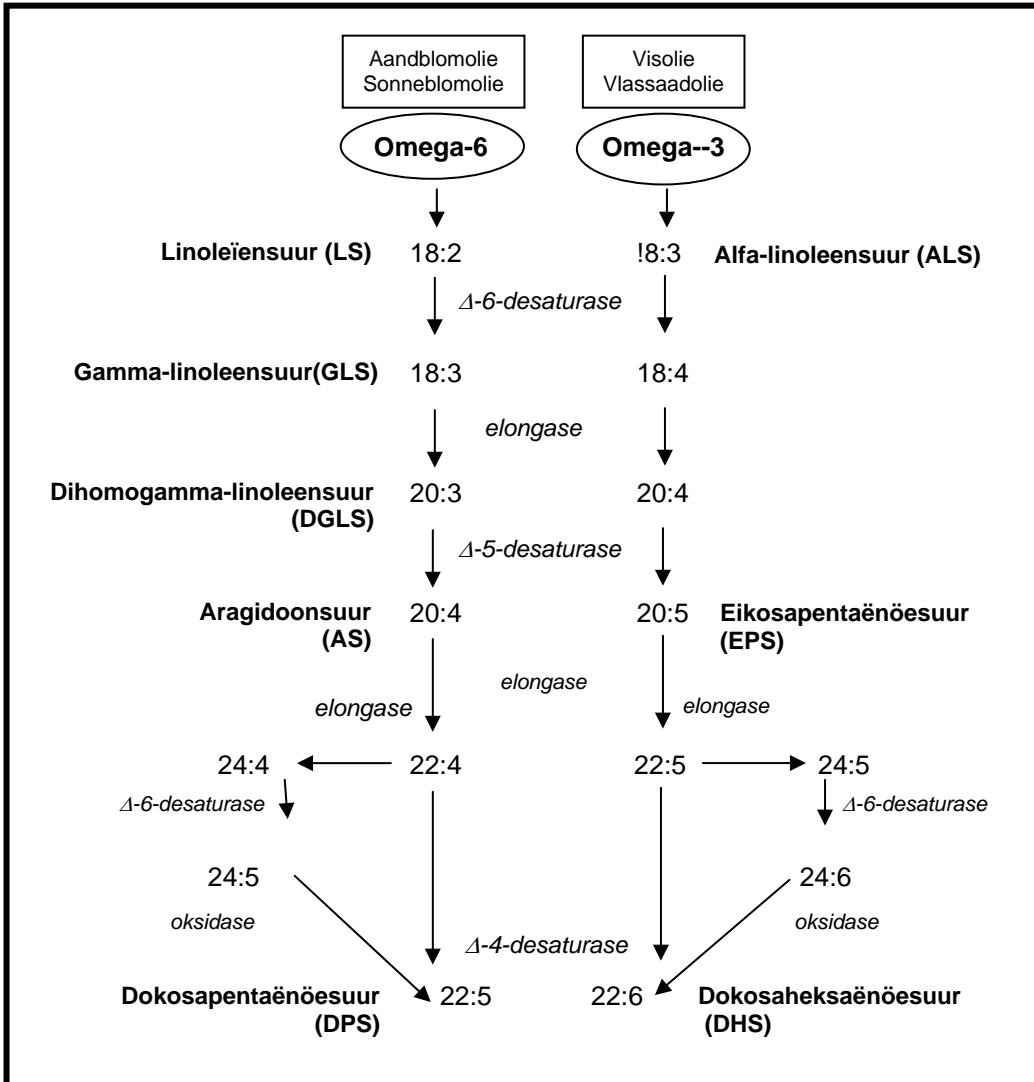 Aandblomolie
Sonneblomolie
Visolie
Vlassaadolie
Omega-6
Omega--3
Linoleïensuur (LS) 18:2 !8:3 Alfa-linoleensuur (ALS)
Δ-6-desaturase
Gamma-linoleensuur(GLS) 18:3 18:4
elongase
Dihomogamma-linoleensuur 20:3 20:4
(DGLS)
Δ-5-desaturase
Aragidoonsuur 20:4 20:5 Eikosapentaënöesuur
(AS) (EPS)
elongase
elongase elongase
24:4 22:4 22:5 24:5
Δ-6-desaturase Δ-6-desaturase
24:5 24:6
oksidase oksidase
Δ-4-desaturase
Dokosapentaënöesuur 22:5 22:6 Dokosaheksaënöesuur
(DPS) (DHS)